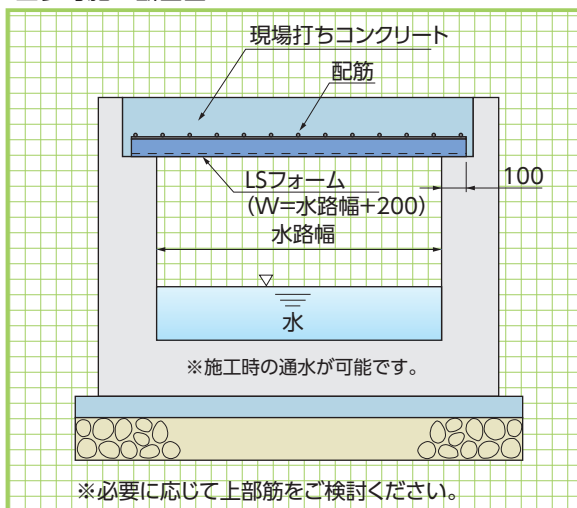 現場打ちコンクリート
配筋
LSフォーム
(W=水路幅+200)
100
水路幅
水
※施工時の通水が可能です。
※必要に応じて上部筋をご検討ください。